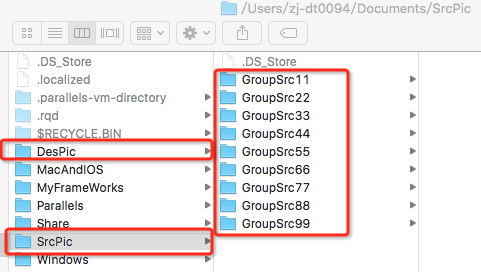 /Users/zj-dt0094/Documents/SrcPic
.DS_Store
.localized
.parallels-vm-directory
.rqd
$RECYCLE.BIN
DesPic
MacAndIOS
MyFrameWorks
Parallels
Share
SrcPic
Windows
.DS_Store
GroupSrc11
GroupSrc22
GroupSrc33
GroupSrc44
GroupSrc55
GroupSrc66
GroupSrc77
GroupSrc88
GroupSrc99